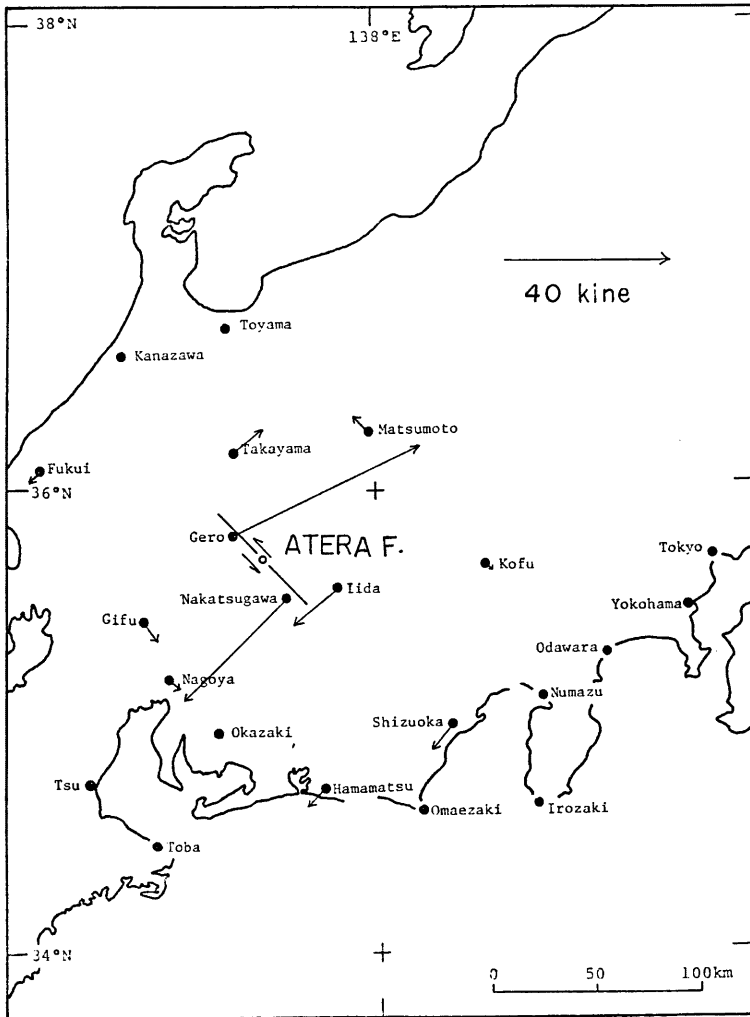 38°N
138°E
40 kine
Toyama
Kanazawa
Matsumoto
Takayama
Fukui
36°N
Gero
ATERA F.
Tokyo
Kofu
Iida
Nakatsugawa
Yokohama
Gifu
Odawara
Nagoya
Numazu
Shizuoka
Okazaki
Tsu
Hamamatsu
Omaezaki
Irozaki
Toba
34°N
0 50 100km